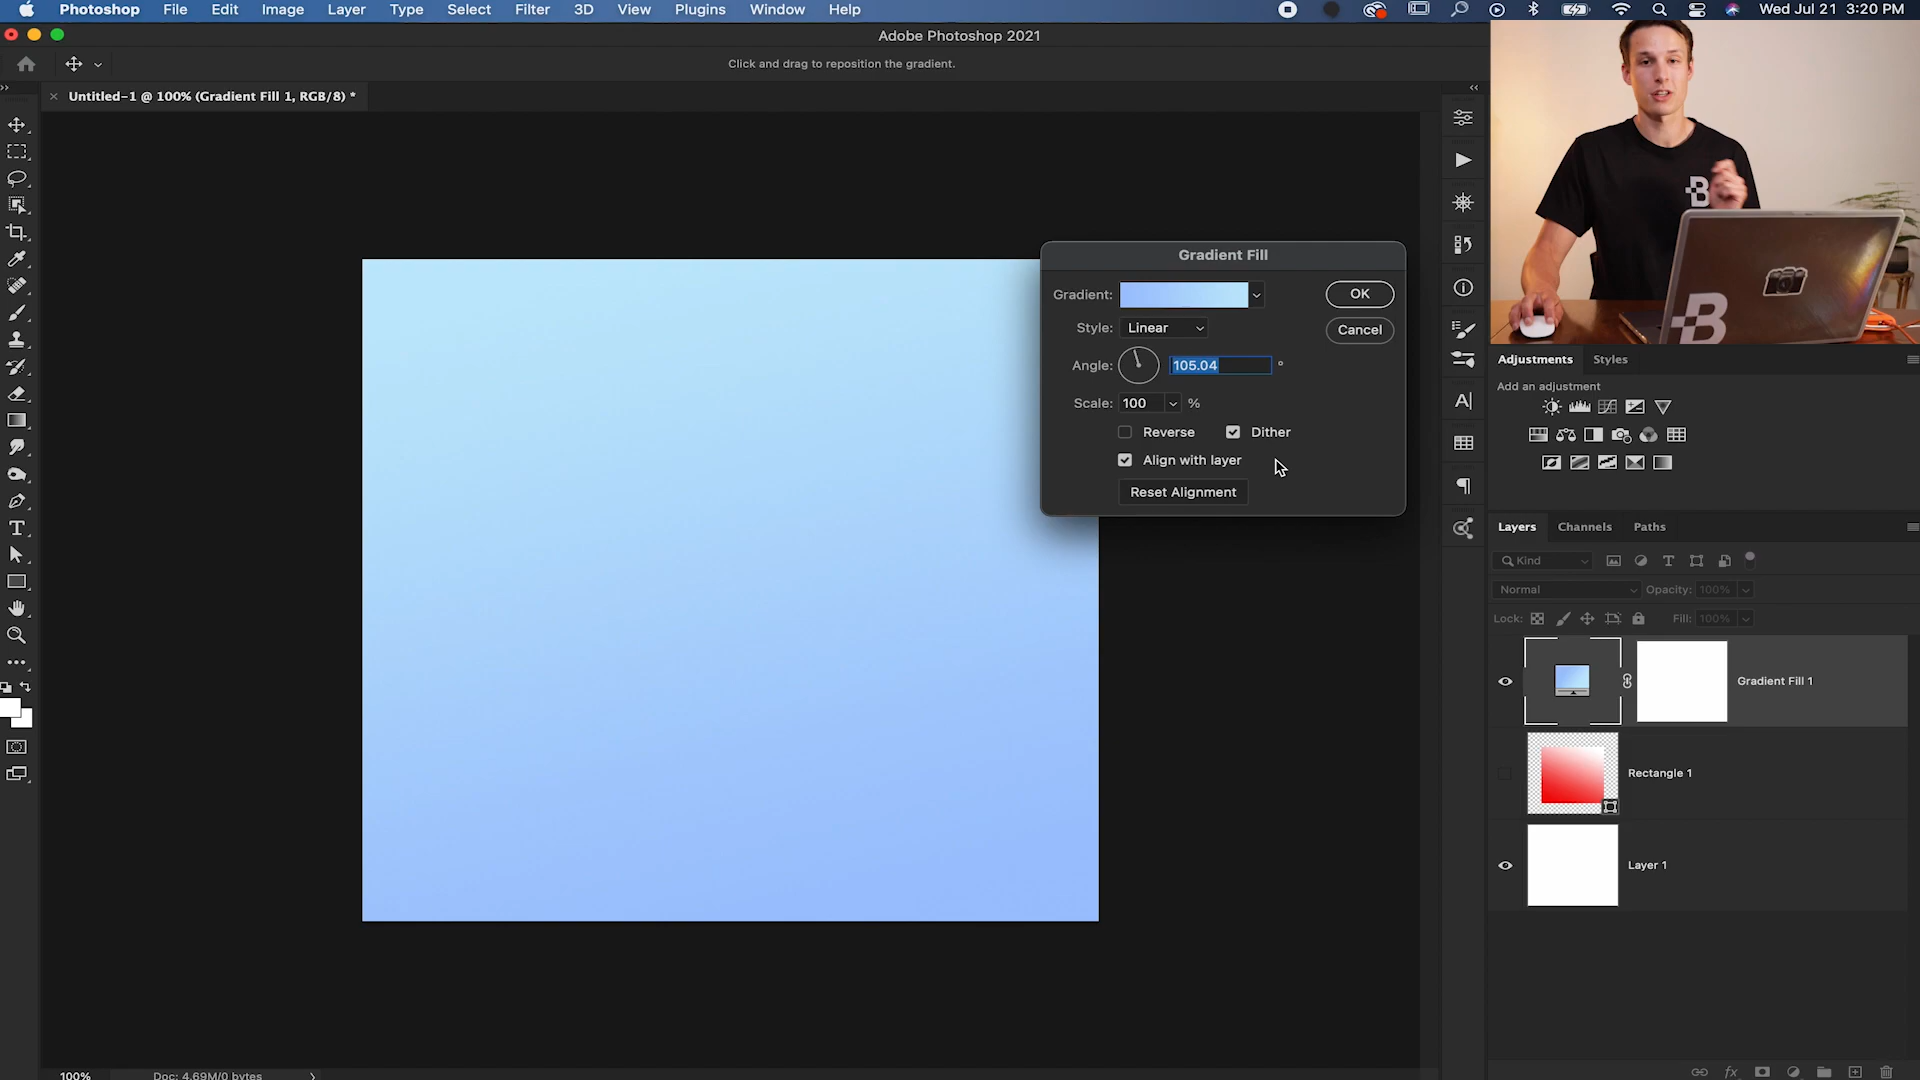 Photoshop File Edit Image Layer Type Select Filter 3D View Plugins Window Help Wed Jul 21 3:20 PM
Adobe Photoshop 2021
Click and drag to reposition the gradient.
Untitled-1 @ 100% (Gradient Fill 1, RGB/8) *
Gradient Fill
Gradient: OK
Style: Linear Cancel
Angle: 105.04 °
Scale: 100 %
Reverse Dither
Align with layer
Reset Alignment
Adjustments Styles
Add an adjustment
Layers Channels Paths
Kind
Normal Opacity: 100%
Lock: Fill: 100%
Gradient Fill 1
Rectangle 1
Layer 1
fx
100% Doc: 4.69M/0 bytes